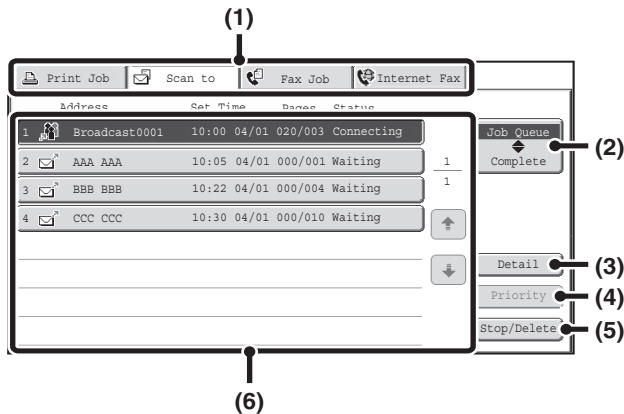 (1)
Print Job Scan to Fax Job Internet Fax
Address Set Time Pages Status
1 Broadcast0001 10:00 04/01 020/003 Connecting
2 AAA AAA 10:05 04/01 000/001 Waiting
3 BBB BBB 10:22 04/01 000/004 Waiting
4 CCC CCC 10:30 04/01 000/010 Waiting
1
1
Job Queue
Complete
(2)
Detail (3)
Priority (4)
Stop/Delete (5)
(6)